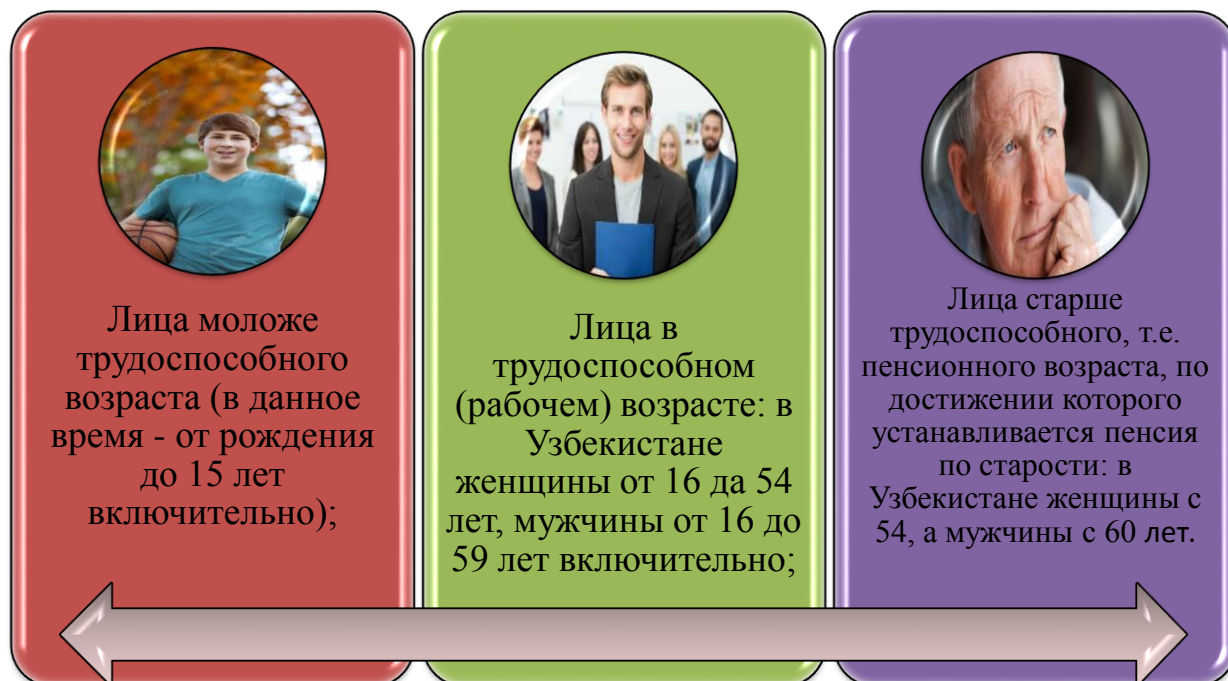 Лица моложе
трудоспособного
возраста (в данное
время - от рождения
до 15 лет
включительно);
Лица в
трудоспособном
(рабочем) возрасте: в
Узбекистане
женщины от 16 да 54
лет, мужчины от 16 до
59 лет включительно;
Лица старше
трудоспособного, т.е.
пенсионного возраста, по
достижении которого
устанавливается пенсия
по старости: в
Узбекистане женщины с
54, а мужчины с 60 лет.